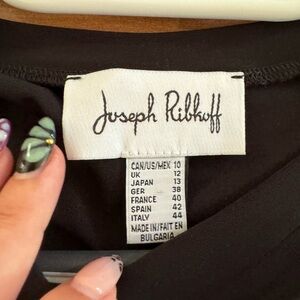 Joseph Ribkoff
CAN/US/MEX 10
UK 12
JAPAN 13
GER 38
FRANCE 40
SPAIN 42
ITALY 44
MADE IN/FAIT EN
BULGARIA